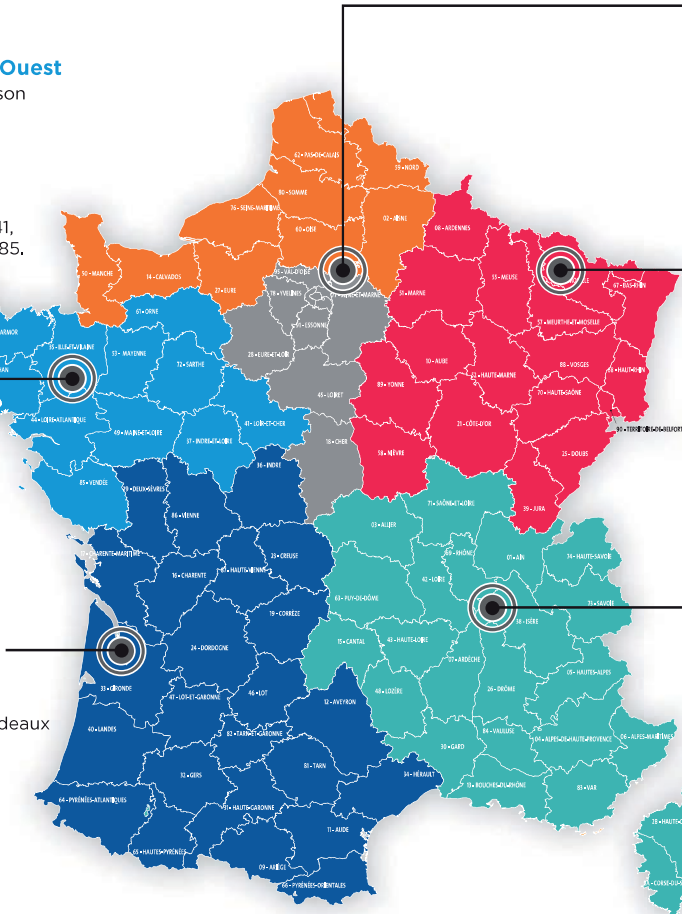 Ouest
son
41,
85.
62 • PAS-DE-CALAIS
59 • NORD
80 - SOMME
76 - SEINE-MARITIME
02 - AISNE
60 • OISE
08 - ARDENNES
50 - MANCHE
14 - CALVADOS
27 - EURE
95 - VAL-D'OISE
78 - YVELINES
91 - ESSONNE
51 - MARNE
55 - MEUSE
67 - BAS-RHIN
57 • MEURTHE-ET-MOSELLE
61 • ORNE
ARMOR
35 - ILLE-ET-VILAINE
53 - MAYENNE
72 • SARTHE
28 - EURE-ET-LOIR
10 - AUBE
88 - VOSGES
68 • HAUT-RHIN
52 • HAUTE-MARNE
89 • YONNE
70 • HAUTE-SAÔNE
45 - LOIRET
44 • LOIRE-ATLANTIQUE
49 • MAINE-ET-LOIRE
41 - LOIR-ET-CHER
37 - INDRE-ET-LOIRE
18 - CHER
21 - CÔTE-D'OR
90 • TERRITOIRE-DE-BELFORT
58 - NIÈVRE
25 - DOUBS
36 - INDRE
85 - VENDÉE
79 • DEUX-SÈVRES
86 • VIENNE
71 - SAÔNE-ET-LOIRE
39 - JURA
03 • ALLIER
17 - CHARENTE-MARITIME
23 - CREUSE
87 • HAUTE-VIENNE
16 - CHARENTE
69 - RHÔNE
01 - AIN
74 - HAUTE-SAVOIE
42 - LOIRE
63 - PUY-DE-DÔME
73 - SAVOIE
19 - CORRÈZE
38 - ISÈRE
24 - DORDOGNE
15 - CANTAL
43 - HAUTE-LOIRE
07 - ARDÈCHE
05 - HAUTES-ALPES
33 - GIRONDE
47 - LOT-ET-GARONNE
46 • LOT
12 - AVEYRON
48 - LOZÈRE
26 - DRÔME
deaux
40 - LANDES
82 • TARN-ET-GARONNE
84 - VAUCLUSE
04 - ALPES-DE-HAUTE-PROVENCE
06 - ALPES-MARITIMES
30 - GARD
32 • GERS
81 - TARN
34 - HÉRAULT
13 - BOUCHES-DU-RHÔNE
83 - VAR
64 - PYRÉNÉES-ATLANTIQUES
31 • HAUTE-GARONNE
65 • HAUTES-PYRÉNÉES
11 - AUDE
09 - ARIÈGE
66 - PYRÉNÉES-ORIENTALES
2B - HAUTE-C
2A - CORSE-DU-S